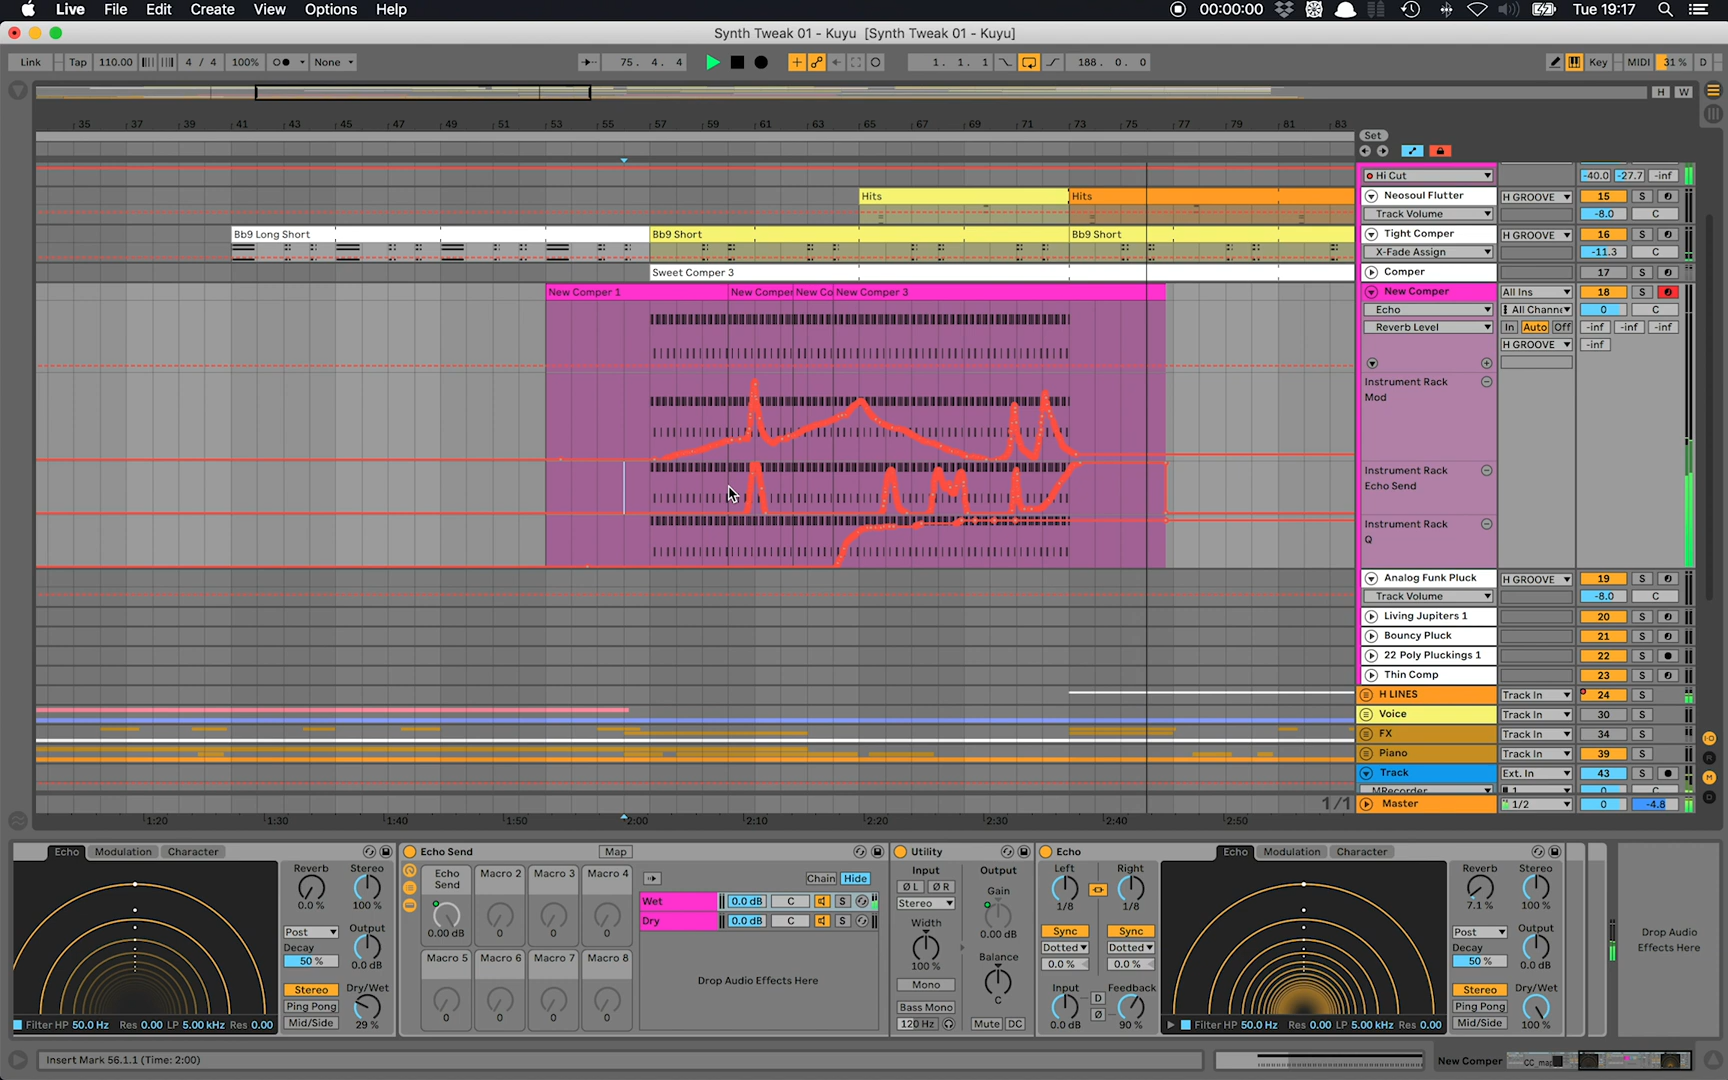 Live File Edit Create View Options Help
00:00:00 Tue 19:17
Synth Tweak 01 - Kuyu [Synth Tweak 01 - Kuyu]
Link Tap 110.00 4 / 4 100% None 75. 4. 4 1. 1. 1 188. 0. 0 Key MIDI 31 % D
H W
35 37 39 41 43 45 47 49 51 53 55 57 59 61 63 65 67 69 71 73 75 77 79 81 83
Set
Hi Cut -40.0 -27.7 -inf
Hits Hits Neosoul Flutter H GROOVE 15 S
Track Volume -8.0 C
Bb9 Long Short Bb9 Short Bb9 Short Tight Comper H GROOVE 16 S
X-Fade Assign -11.3 C
Sweet Comper 3 Comper 17 S
New Comper 1 New Comper New Co New Comper 3 New Comper All Ins 18 S
Echo All Channe 0 C
Reverb Level In Auto Off -inf -inf -inf
H GROOVE -inf
Instrument Rack
Mod
Instrument Rack
Echo Send
Instrument Rack
Q
Analog Funk Pluck H GROOVE 19 S
Track Volume -8.0 C
Living Jupiters 1 20 S
Bouncy Pluck 21 S
22 Poly Pluckings 1 22 S
Thin Comp 23 S
H LINES Track In 24 S
Voice Track In 30 S
FX Track In 34 S
Piano Track In 39 S
Track Ext. In 43 S
MRecorder 1 0 C
1/1 Master 1/2 0 -4.8
1:20 1:30 1:40 1:50 2:00 2:10 2:20 2:30 2:40 2:50
Echo Modulation Character Echo Send Map Utility Echo Echo Modulation Character
Reverb Stereo
0.0 % 100 %
Post Output
Decay
50 % 0.0 dB
Stereo Dry/Wet
Ping Pong
Mid/Side 29 %
Filter HP 50.0 Hz Res 0.00 LP 5.00 kHz Res 0.00
Echo Send Macro 2 Macro 3 Macro 4
0.00 dB 0 0 0
Macro 5 Macro 6 Macro 7 Macro 8
0 0 0 0
Chain Hide
Wet 0.0 dB C S
Dry 0.0 dB C S
Drop Audio Effects Here
Input Output
Ø L Ø R Gain
Stereo
Width 0.00 dB
100 % Balance
Mono C
Bass Mono
120 Hz Mute DC
Left Right
1/8 1/8
Sync Sync
Dotted Dotted
0.0 % 0.0 %
Input D Feedback
Ø
0.0 dB 90 %
Filter HP 50.0 Hz Res 0.00 LP 5.00 kHz Res 0.00
Reverb Stereo
7.1 % 100 %
Post Output
Decay
50 % 0.0 dB
Stereo Dry/Wet
Ping Pong
Mid/Side 100 %
Drop Audio
Effects Here
Insert Mark 56.1.1 (Time: 2:00) New Comper CC_map